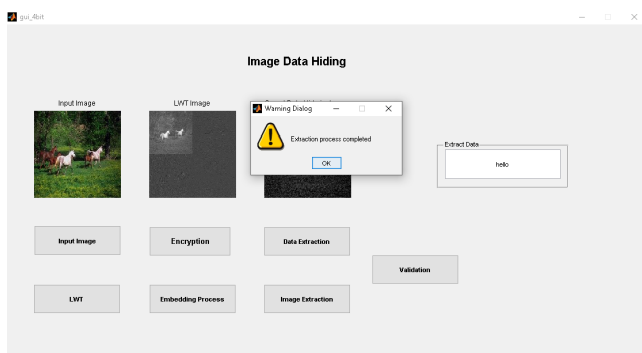 gui_4bit
Image Data Hiding
Input Image
LWT Image
Warning Dialog
Extraction process completed
OK
Extract Data
hello
Input Image
Encryption
Data Extraction
Validation
LWT
Embedding Process
Image Extraction